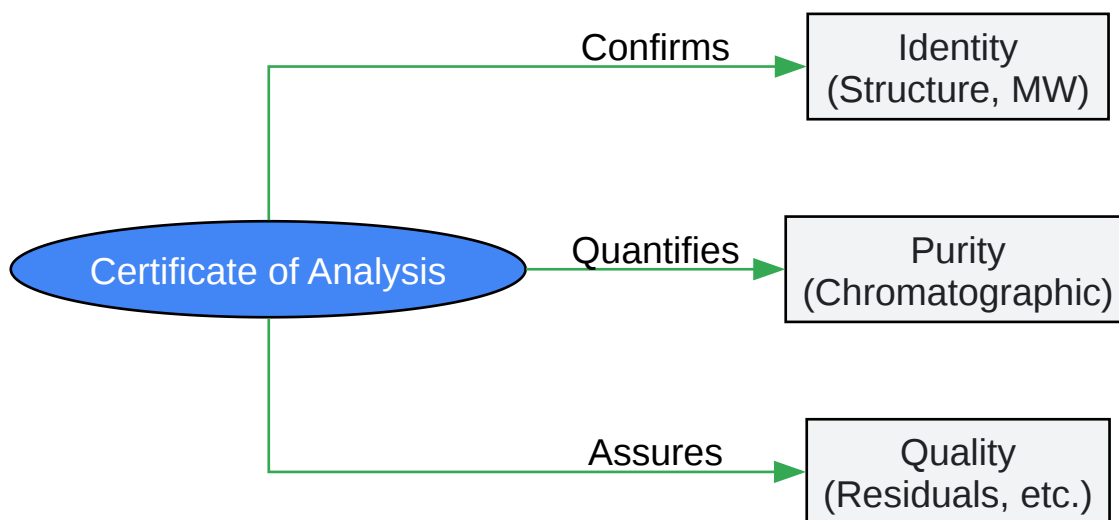 Confirms
Identity
(Structure, MW)
Certificate of Analysis
Quantifies
Purity
(Chromatographic)
Assures
Quality
(Residuals, etc.)